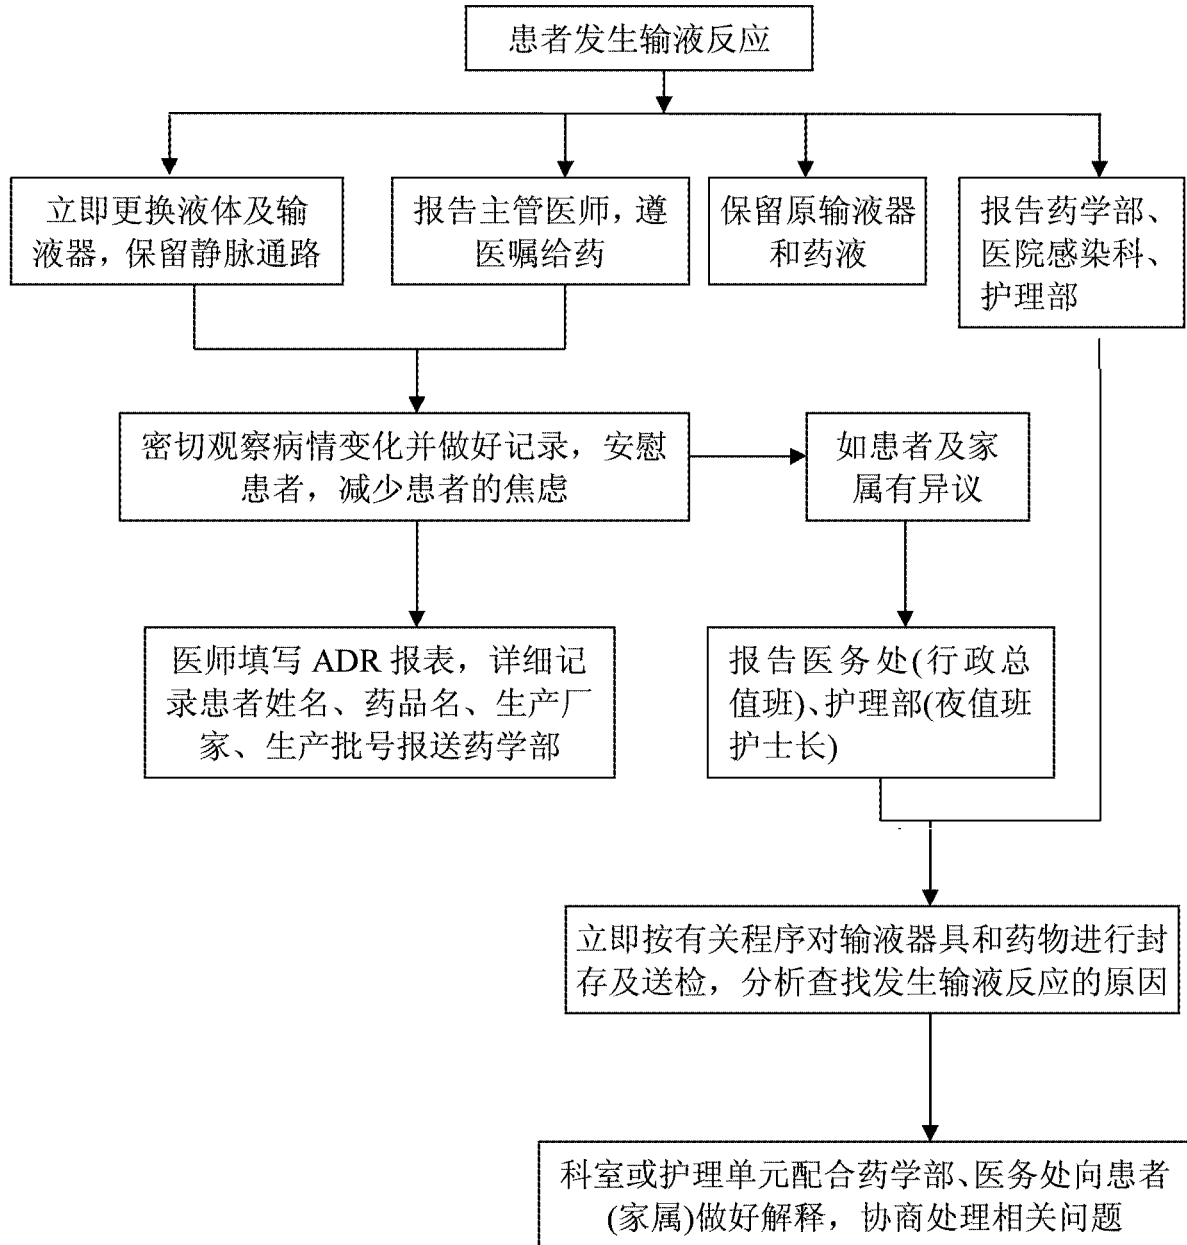 患者发生输液反应
立即更换液体及输
液器，保留静脉通路
报告主管医师，遵
医嘱给药
保留原输液器
和药液
报告药学部、
医院感染科、
护理部
密切观察病情变化并做好记录，安慰
患者，减少患者的焦虑
如患者及家
属有异议
医师填写 ADR 报表，详细记
录患者姓名、药品名、生产厂
家、生产批号报送药学部
报告医务处(行政总
值班)、护理部(夜值班
护士长)
立即按有关程序对输液器具和药物进行封
存及送检，分析查找发生输液反应的原因
科室或护理单元配合药学部、医务处向患者
(家属)做好解释，协商处理相关问题